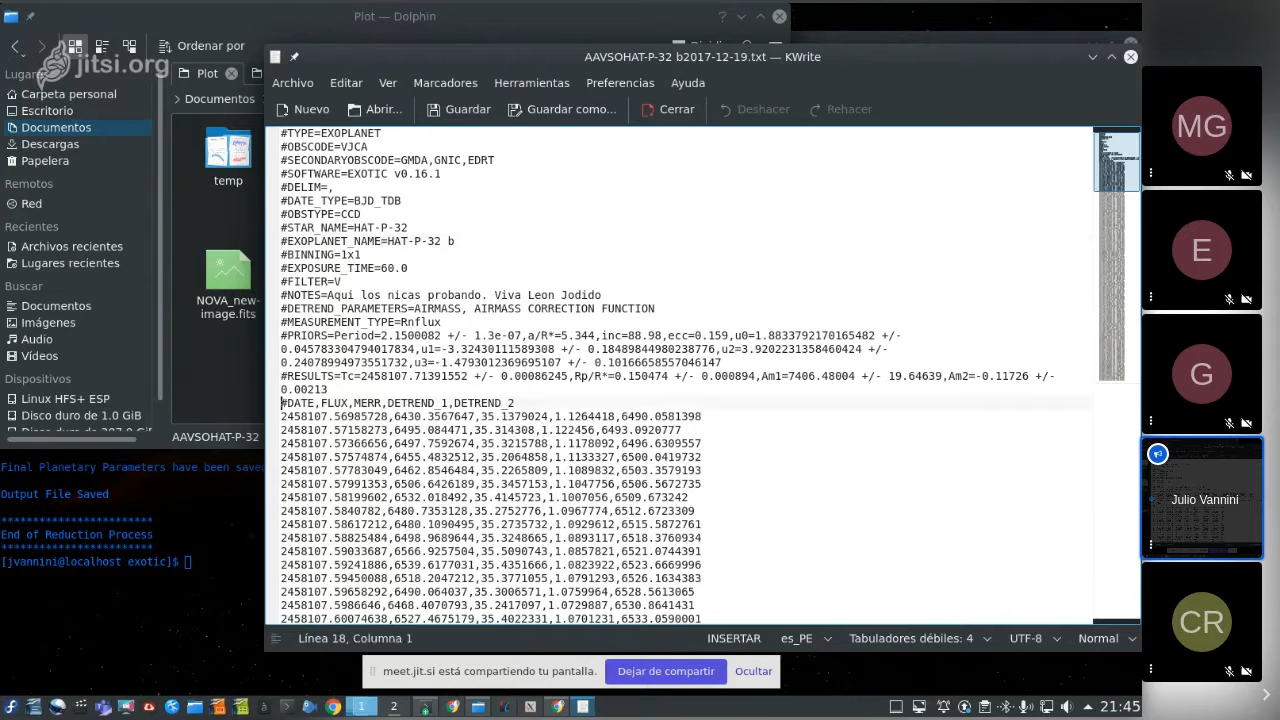 Plot — Dolphin
Ordenar por
jitsi.org
Lugar
Plot
Carpeta personal
Escritorio
Documentos
Descargas
Papelera
Remotos
Red
Recientes
Archivos recientes
Lugares recientes
Buscar
Documentos
Imágenes
Audio
Vídeos
Dispositivos
Linux HFS+ ESP
Disco duro de 1.0 GiB
Documentos
temp
NOVA_new-
image.fits
AAVSOHAT-P-32
AAVSOHAT-P-32 b2017-12-19.txt — KWrite
Archivo Editar Ver Marcadores Herramientas Preferencias Ayuda
Nuevo Abrir... Guardar Guardar como... Cerrar Deshacer Rehacer
#TYPE=EXOPLANET
#OBSCODE=VJCA
#SECONDARYOBSCODE=GMDA,GNIC,EDRT
#SOFTWARE=EXOTIC v0.16.1
#DELIM=,
#DATE_TYPE=BJD_TDB
#OBSTYPE=CCD
#STAR_NAME=HAT-P-32
#EXOPLANET_NAME=HAT-P-32 b
#BINNING=1x1
#EXPOSURE_TIME=60.0
#FILTER=V
#NOTES=Aqui los nicas probando. Viva Leon Jodido
#DETREND_PARAMETERS=AIRMASS, AIRMASS CORRECTION FUNCTION
#MEASUREMENT_TYPE=Rnflux
#PRIORS=Period=2.1500082 +/- 1.3e-07,a/R*=5.344,inc=88.98,ecc=0.159,u0=1.8833792170165482 +/-
0.04578330479401​7834,u1=-3.32430111589308 +/- 0.18489844980238776,u2=3.9202231358460424 +/-
0.24078994973551732,u3=-1.4793012369695107 +/- 0.10166658557046147
#RESULTS=Tc=2458107.71391552 +/- 0.00086245,Rp/R*=0.150474 +/- 0.000894,Am1=7406.48004 +/- 19.64639,Am2=-0.11726 +/-
0.00213
#DATE,FLUX,MERR,DETREND_1,DETREND_2
2458107.56985728,6430.3567647,35.1379024,1.1264418,6490.0581398
2458107.57158273,6495.084471,35.314308,1.122456,6493.0920777
2458107.57366656,6497.7592674,35.3215788,1.1178092,6496.6309557
2458107.57574874,6455.4832512,35.2064858,1.1133327,6500.0419732
2458107.57783049,6462.8546484,35.2265809,1.1089832,6503.3579193
2458107.57991353,6506.6426189,35.3457153,1.1047756,6506.5672735
2458107.58199602,6532.018492,35.4145723,1.1007056,6509.673242
2458107.5840782,6480.7353128,35.2732776,1.0967774,6512.6723309
2458107.58617212,6480.1090495,35.2735732,1.0929612,6515.5872761
2458107.58825484,6498.9689044,35.3248665,1.0893117,6518.3760934
2458107.59033687,6566.9257504,35.5090743,1.0857821,6521.0744391
2458107.59241886,6539.6177031,35.4351666,1.0823922,6523.6669996
2458107.59450088,6518.2047212,35.3771055,1.0791293,6526.1634383
2458107.59658292,6490.064037,35.3006571,1.0759964,6528.5613065
2458107.5986646,6468.4070793,35.2417097,1.0729887,6530.8641431
2458107.60074638,6527.4675179,35.4022331,1.0701231,6533.0590001
Línea 18, Columna 1
INSERTAR es_PE Tabuladores débiles: 4 UTF-8 Normal
Final Planetary Parameters have been saved
Output File Saved
*************************
End of Reduction Process
*************************
[jvannini@localhost exotic]$
meet.jit.si está compartiendo tu pantalla. Dejar de compartir Ocultar
1 2
21:45
MG
E
G
Julio Vannini
CR